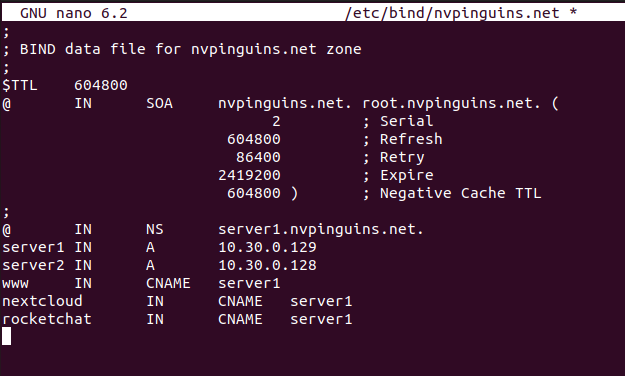 GNU nano 6.2 /etc/bind/nvpinguins.net *
;
; BIND data file for nvpinguins.net zone
;
$TTL 604800
@ IN SOA nvpinguins.net. root.nvpinguins.net. (
2 ; Serial
604800 ; Refresh
86400 ; Retry
2419200 ; Expire
604800 ) ; Negative Cache TTL
;
@ IN NS server1.nvpinguins.net.
server1 IN A 10.30.0.129
server2 IN A 10.30.0.128
www IN CNAME server1
nextcloud IN CNAME server1
rocketchat IN CNAME server1